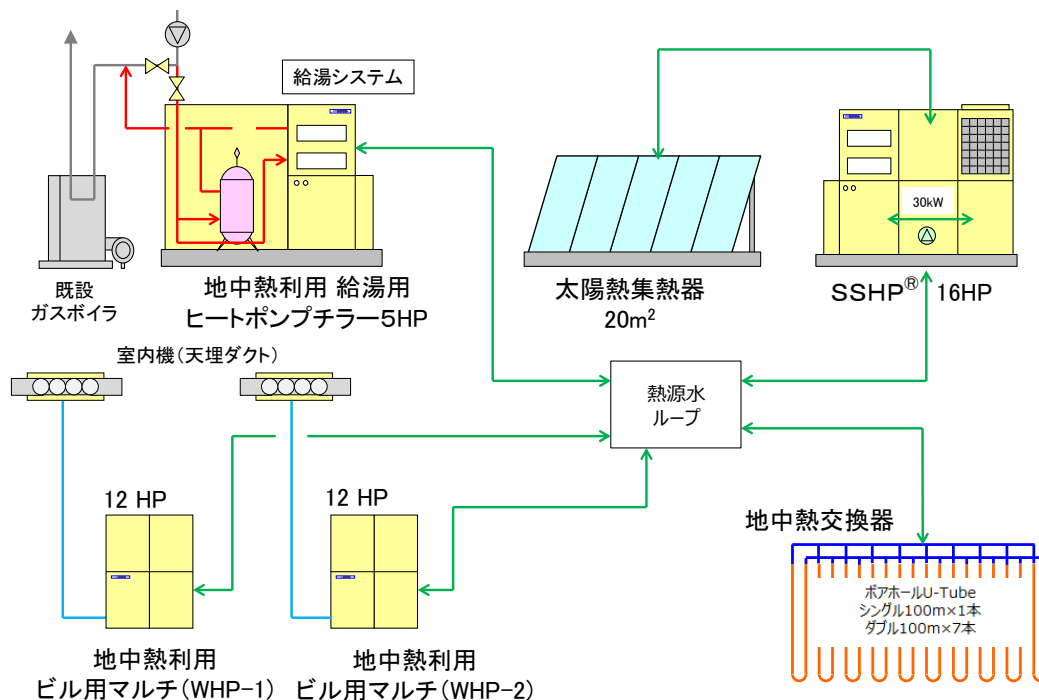 給湯システム
30kW
既設
ガスボイラ
地中熱利用 給湯用
ヒートポンプチラー5HP
太陽熱集熱器
20m²
SSHP® 16HP
室内機(天埋ダクト)
熱源水
ループ
12 HP
12 HP
地中熱交換器
ボアホールU-Tube
シングル100m×1本
ダブル100m×7本
地中熱利用
ビル用マルチ(WHP-1)
地中熱利用
ビル用マルチ(WHP-2)